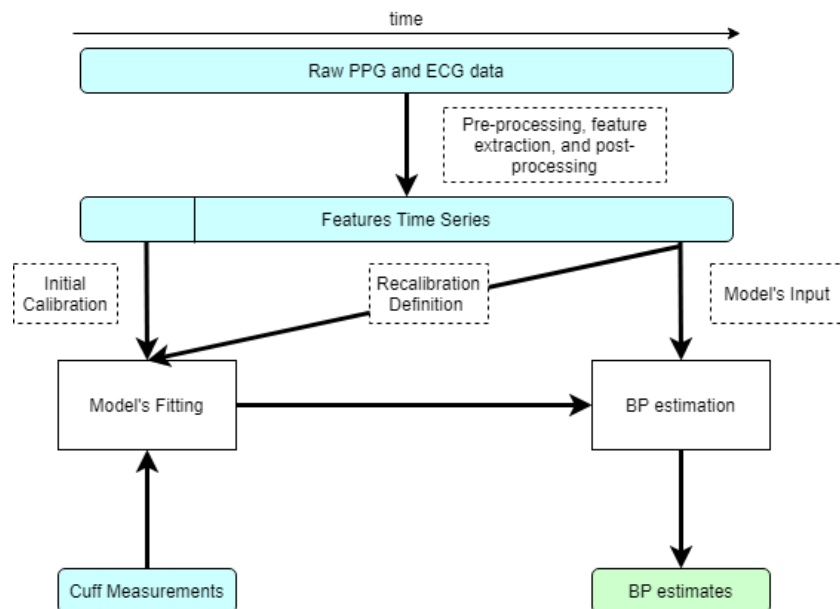 time
Raw PPG and ECG data
Pre-processing, feature
extraction, and post-
processing
Features Time Series
Initial
Calibration
Recalibration
Definition
Model's Input
Model's Fitting
BP estimation
Cuff Measurements
BP estimates